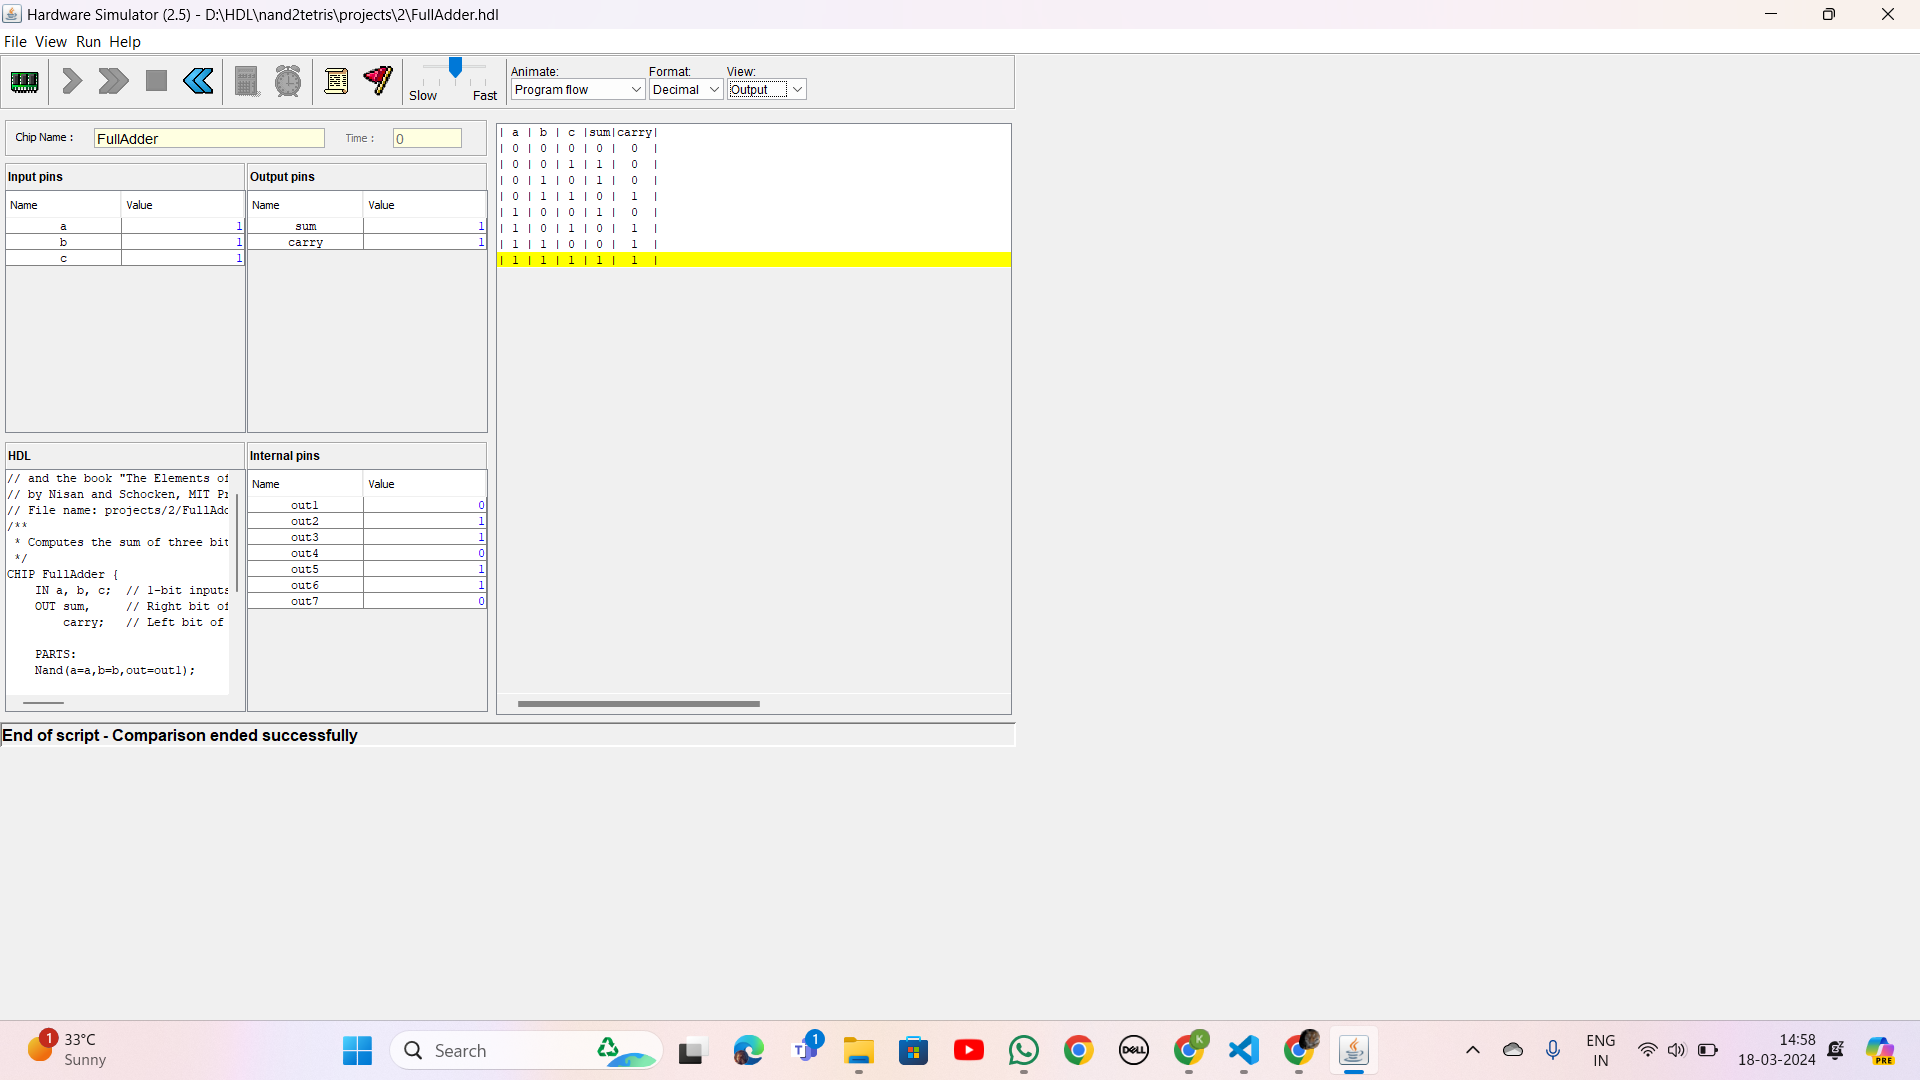 Hardware Simulator (2.5) - D:\HDL\nand2tetris\projects\2\FullAdder.hdl
File View Run Help
Slow Fast
Animate: Format: View:
Program flow Decimal Output
Chip Name : FullAdder Time : 0
Input pins
Name Value
a 1
b 1
c 1
Output pins
Name Value
sum 1
carry 1
| a | b | c |sum|carry|
| 0 | 0 | 0 | 0 | 0 |
| 0 | 0 | 1 | 1 | 0 |
| 0 | 1 | 0 | 1 | 0 |
| 0 | 1 | 1 | 0 | 1 |
| 1 | 0 | 0 | 1 | 0 |
| 1 | 0 | 1 | 0 | 1 |
| 1 | 1 | 0 | 0 | 1 |
| 1 | 1 | 1 | 1 | 1 |
HDL
// and the book "The Elements of
// by Nisan and Schocken, MIT Pr
// File name: projects/2/FullAdd
/**
* Computes the sum of three bit
*/
CHIP FullAdder {
IN a, b, c; // 1-bit inputs
OUT sum, // Right bit of
carry; // Left bit of
PARTS:
Nand(a=a,b=b,out=out1);
Internal pins
Name Value
out1 0
out2 1
out3 1
out4 0
out5 1
out6 1
out7 0
End of script - Comparison ended successfully
1
33°C
Sunny
Search
1
DELL
K
ENG
IN
14:58
18-03-2024
PRE